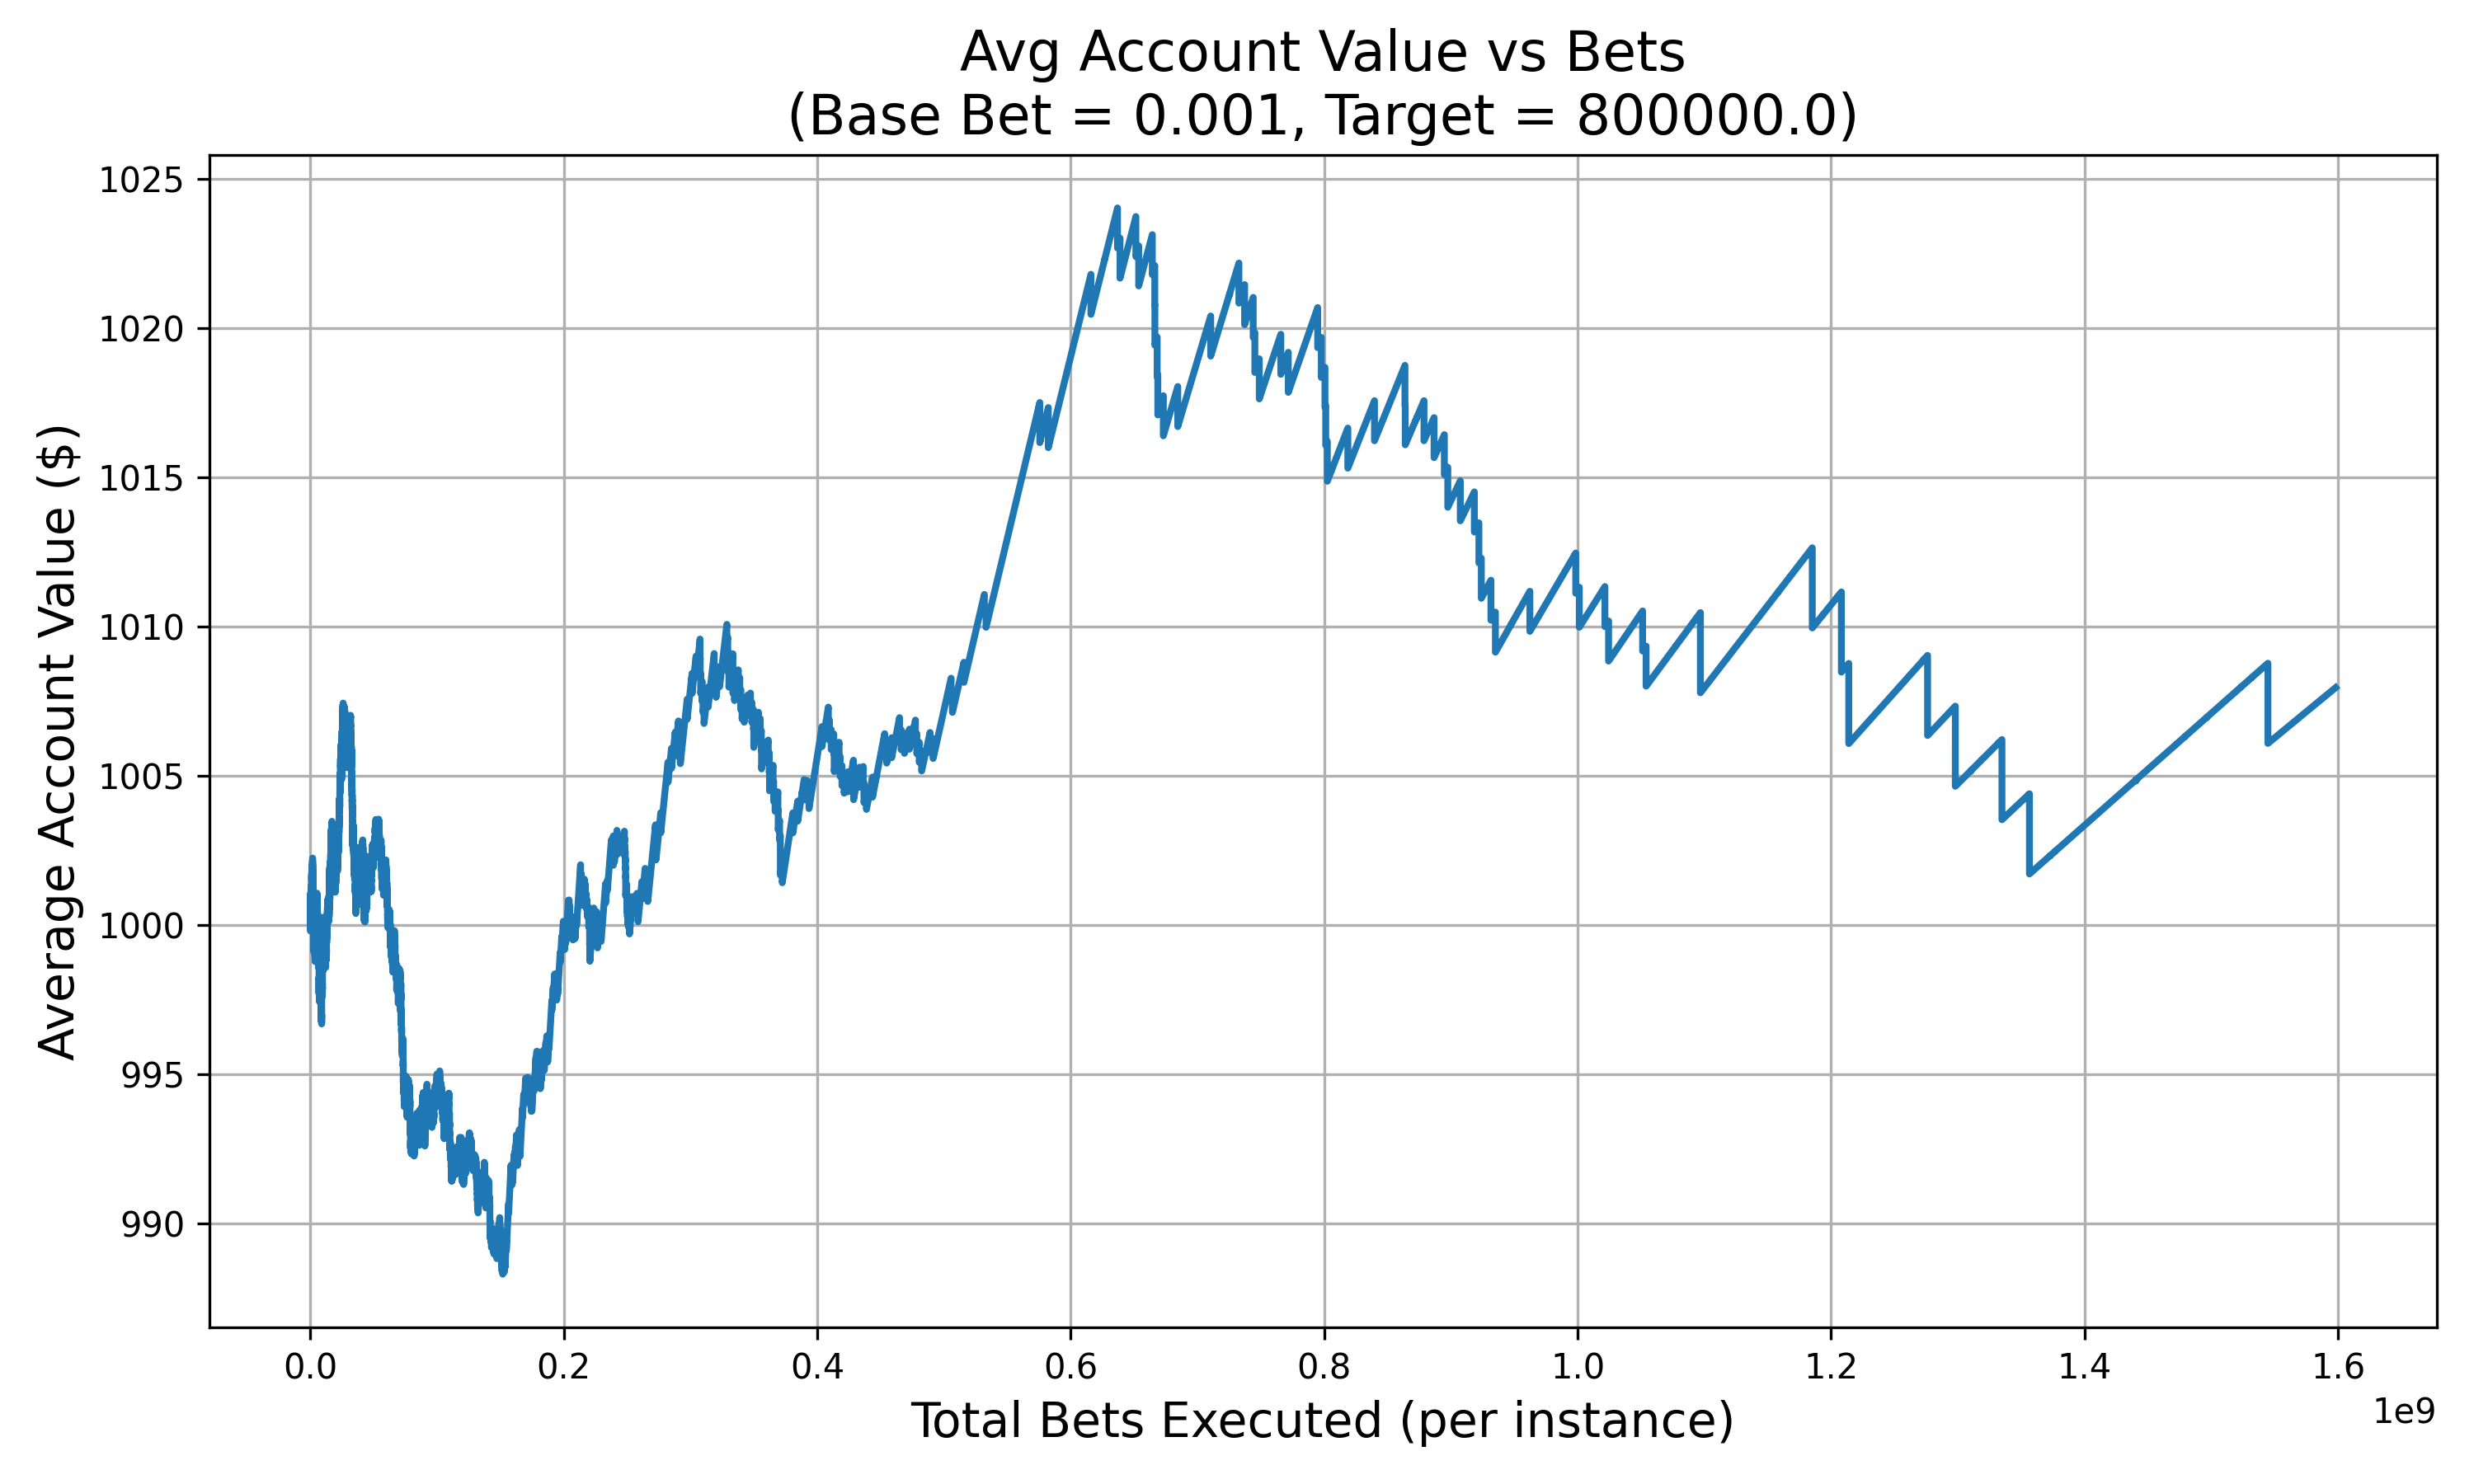 Avg Account Value vs Bets
(Base Bet = 0.001, Target = 800000.0)
Average Account Value ($)
1025
1020
1015
1010
1005
1000
995
990
0.0 0.2 0.4 0.6 0.8 1.0 1.2 1.4 1.6
1e9
Total Bets Executed (per instance)